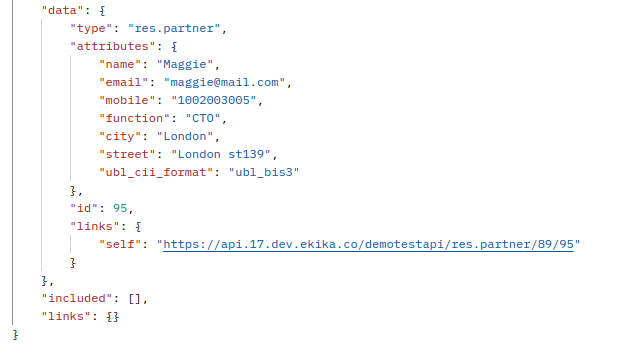 "data": {
"type": "res.partner",
"attributes": {
"name": "Maggie",
"email": "maggie@mail.com",
"mobile": "1002003005",
"function": "CTO",
"city": "London",
"street": "London st139",
"ubl_cii_format": "ubl_bis3"
},
"id": 95,
"links": {
"self": "https://api.17.dev.ekika.co/demotestapi/res.partner/89/95"
}
},
"included": [],
"links": {}
}